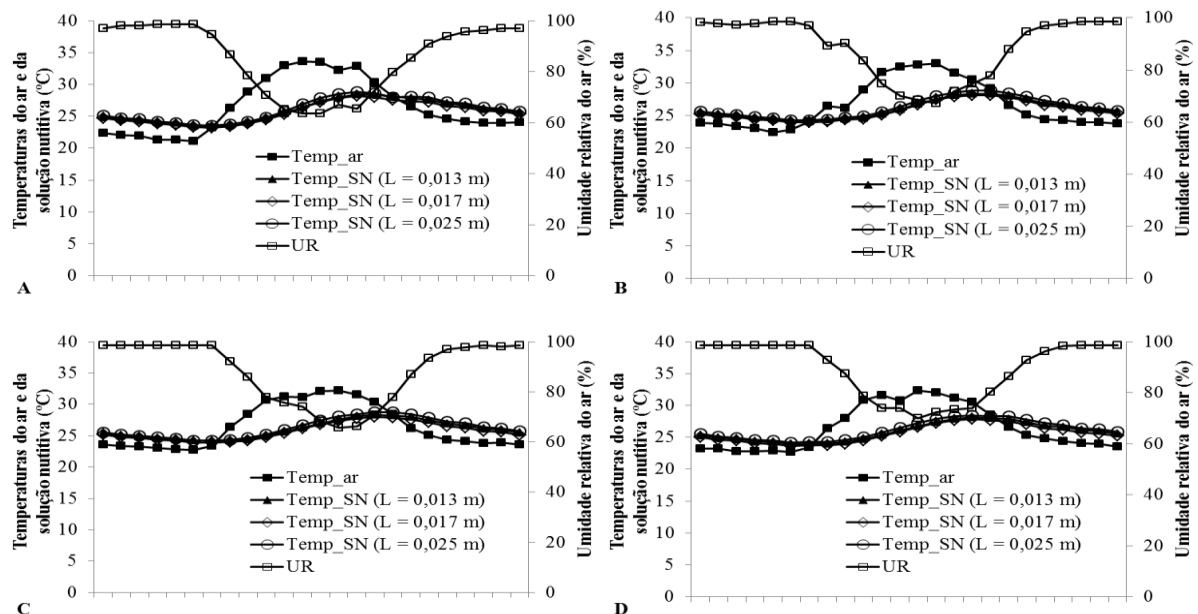 Temperaturas do ar e da
solução nutitiva (ºC)
40
35
30
25
20
15
10
5
0
Temp_ar
Temp_SN (L = 0,013 m)
Temp_SN (L = 0,017 m)
Temp_SN (L = 0,025 m)
UR
100
80
60
40
20
0
Umidade relativa do ar (%)
A
Temperaturas do ar e da
solução nutitiva (ºC)
40
35
30
25
20
15
10
5
0
Temp_ar
Temp_SN (L = 0,013 m)
Temp_SN (L = 0,017 m)
Temp_SN (L = 0,025 m)
UR
100
80
60
40
20
0
Umidade relativa do ar (%)
B
Temperaturas do ar e da
solução nutitiva (ºC)
40
35
30
25
20
15
10
5
0
Temp_ar
Temp_SN (L = 0,013 m)
Temp_SN (L = 0,017 m)
Temp_SN (L = 0,025 m)
UR
100
80
60
40
20
0
Umidade relativa do ar (%)
C
Temperaturas do ar e da
solução nutitiva (ºC)
40
35
30
25
20
15
10
5
0
Temp_ar
Temp_SN (L = 0,013 m)
Temp_SN (L = 0,017 m)
Temp_SN (L = 0,025 m)
UR
100
80
60
40
20
0
Umidade relativa do ar (%)
D